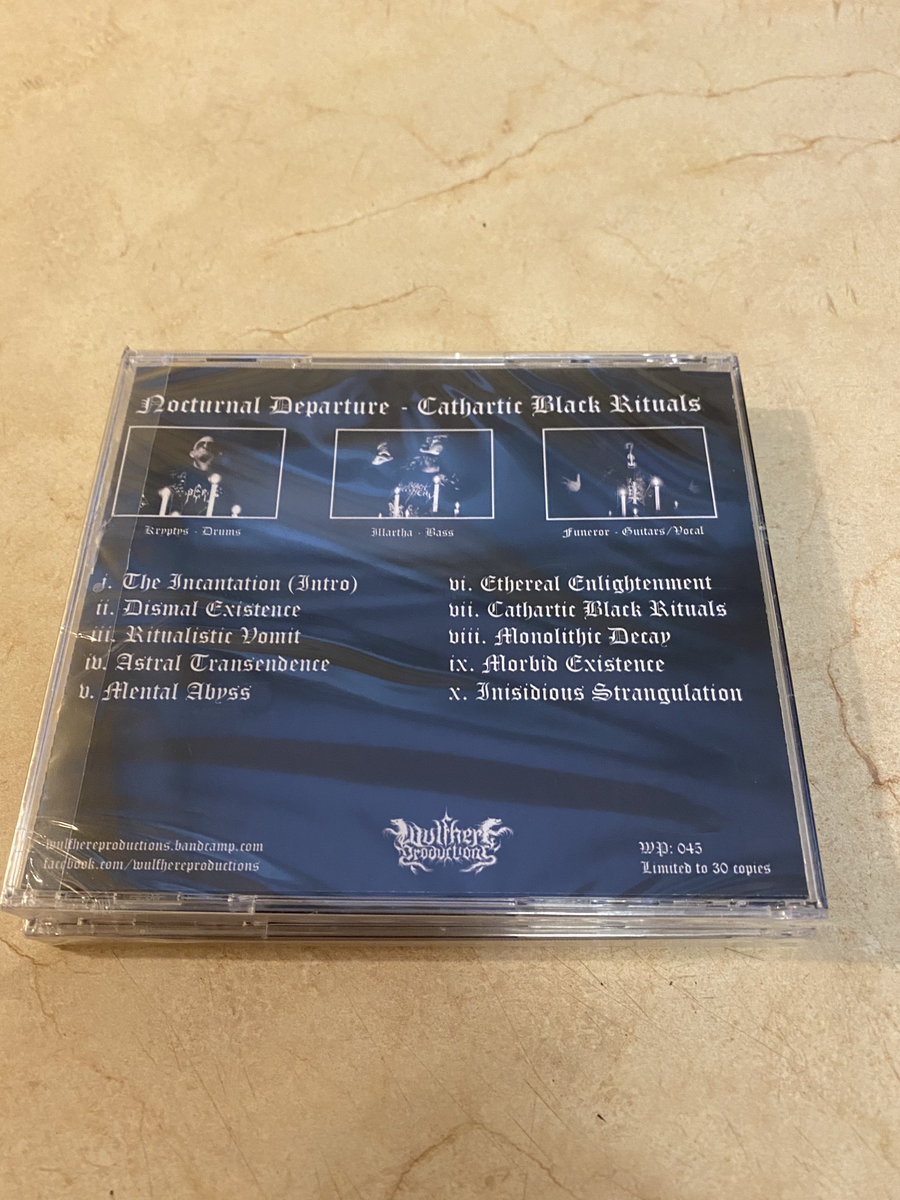 Nocturnal Departure - Cathartic Black Rituals
Kryptys - Drums
Illartha - Bass
Funeror - Guitars/Vocal
i. The Incantation (Intro)
ii. Dismal Existence
iii. Ritualistic Vomit
iv. Astral Transendence
v. Mental Abyss
vi. Ethereal Enlightenment
vii. Cathartic Black Rituals
viii. Monolithic Decay
ix. Morbid Existence
x. Inisidious Strangulation
wulfhereproductions.bandcamp.com
facebook.com/wulfhereproductions
Wulfhere
Productions
WP: 045
Limited to 30 copies